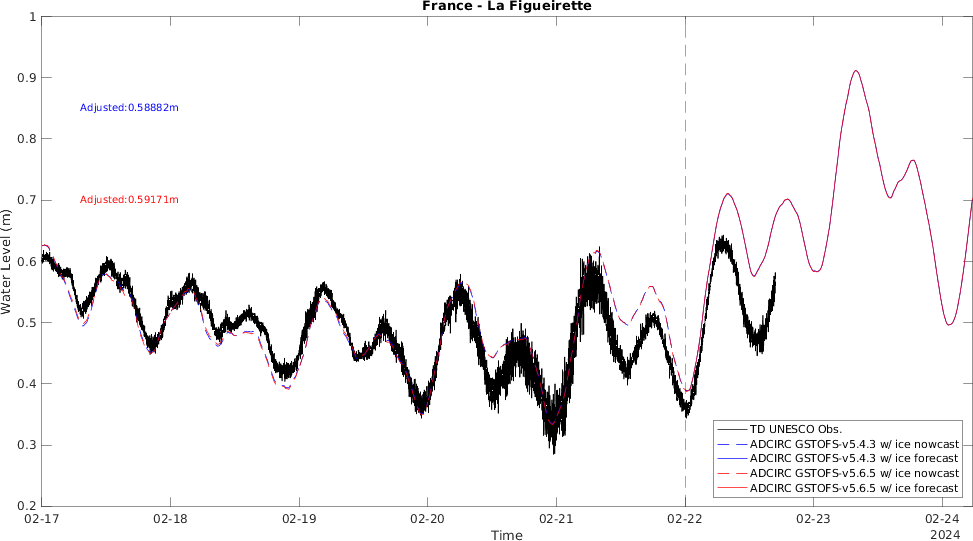 France - La Figueirette
1
0.9
0.8
0.7
0.6
0.5
0.4
0.3
0.2
Water Level (m)
Adjusted:0.58882m
Adjusted:0.59171m
TD UNESCO Obs.
ADCIRC GSTOFS-v5.4.3 w/ ice nowcast
ADCIRC GSTOFS-v5.4.3 w/ ice forecast
ADCIRC GSTOFS-v5.6.5 w/ ice nowcast
ADCIRC GSTOFS-v5.6.5 w/ ice forecast
02-17 02-18 02-19 02-20 02-21 02-22 02-23 02-24
Time
2024